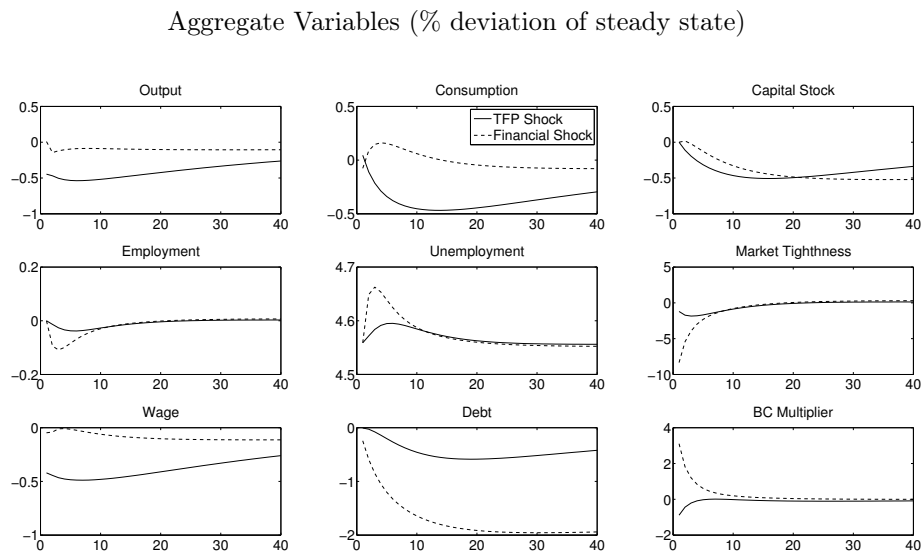 Aggregate Variables (% deviation of steady state)
Output
Consumption
Capital Stock
0.5
0
−0.5
−1
0 10 20 30 40
0.5
0
−0.5
0 10 20 30 40
TFP Shock
Financial Shock
0.5
0
−0.5
−1
0 10 20 30 40
Employment
Unemployment
Market Tighthness
0.2
0
−0.2
0 10 20 30 40
4.7
4.6
4.5
0 10 20 30 40
5
0
−5
−10
0 10 20 30 40
Wage
Debt
BC Multiplier
0
−0.5
−1
0 10 20 30 40
0
−1
−2
0 10 20 30 40
4
2
0
−2
0 10 20 30 40